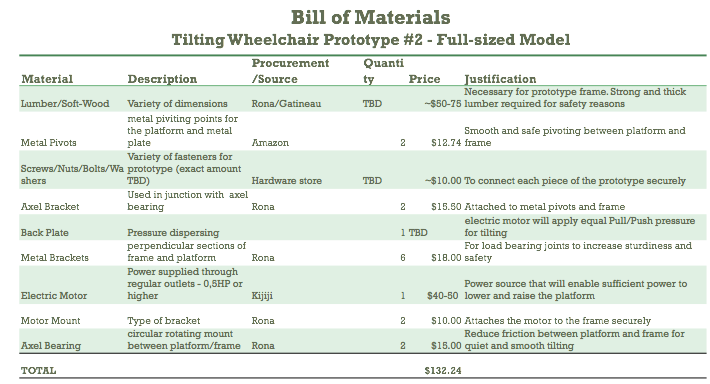 Bill of Materials
Tilting Wheelchair Prototype #2 - Full-sized Model
Material Description Procurement /Source Quanti ty Price Justification
Lumber/Soft-Wood Variety of dimensions Rona/Gatineau TBD ~$50-75 Necessary for prototype frame. Strong and thick lumber required for safety reasons
Metal Pivots metal piviting points for the platform and metal plate Amazon 2 $12.74 Smooth and safe pivoting between platform and frame
Screws/Nuts/Bolts/Wa shers Variety of fasteners for prototype (exact amount TBD) Hardware store TBD ~$10.00 To connect each piece of the prototype securely
Axel Bracket Used in junction with axel bearing Rona 2 $15.50 Attached to metal pivots and frame
Back Plate Pressure dispersing 1 TBD electric motor will apply equal Pull/Push pressure for tilting
Metal Brackets perpendicular sections of frame and platform Rona 6 $18.00 For load bearing joints to increase sturdiness and safety
Electric Motor Power supplied through regular outlets - 0,5HP or higher Kijiji 1 $40-50 Power source that will enable sufficient power to lower and raise the platform
Motor Mount Type of bracket Rona 2 $10.00 Attaches the motor to the frame securely
Axel Bearing circular rotating mount between platform/frame Rona 2 $15.00 Reduce friction between platform and frame for quiet and smooth tilting
TOTAL $132.24